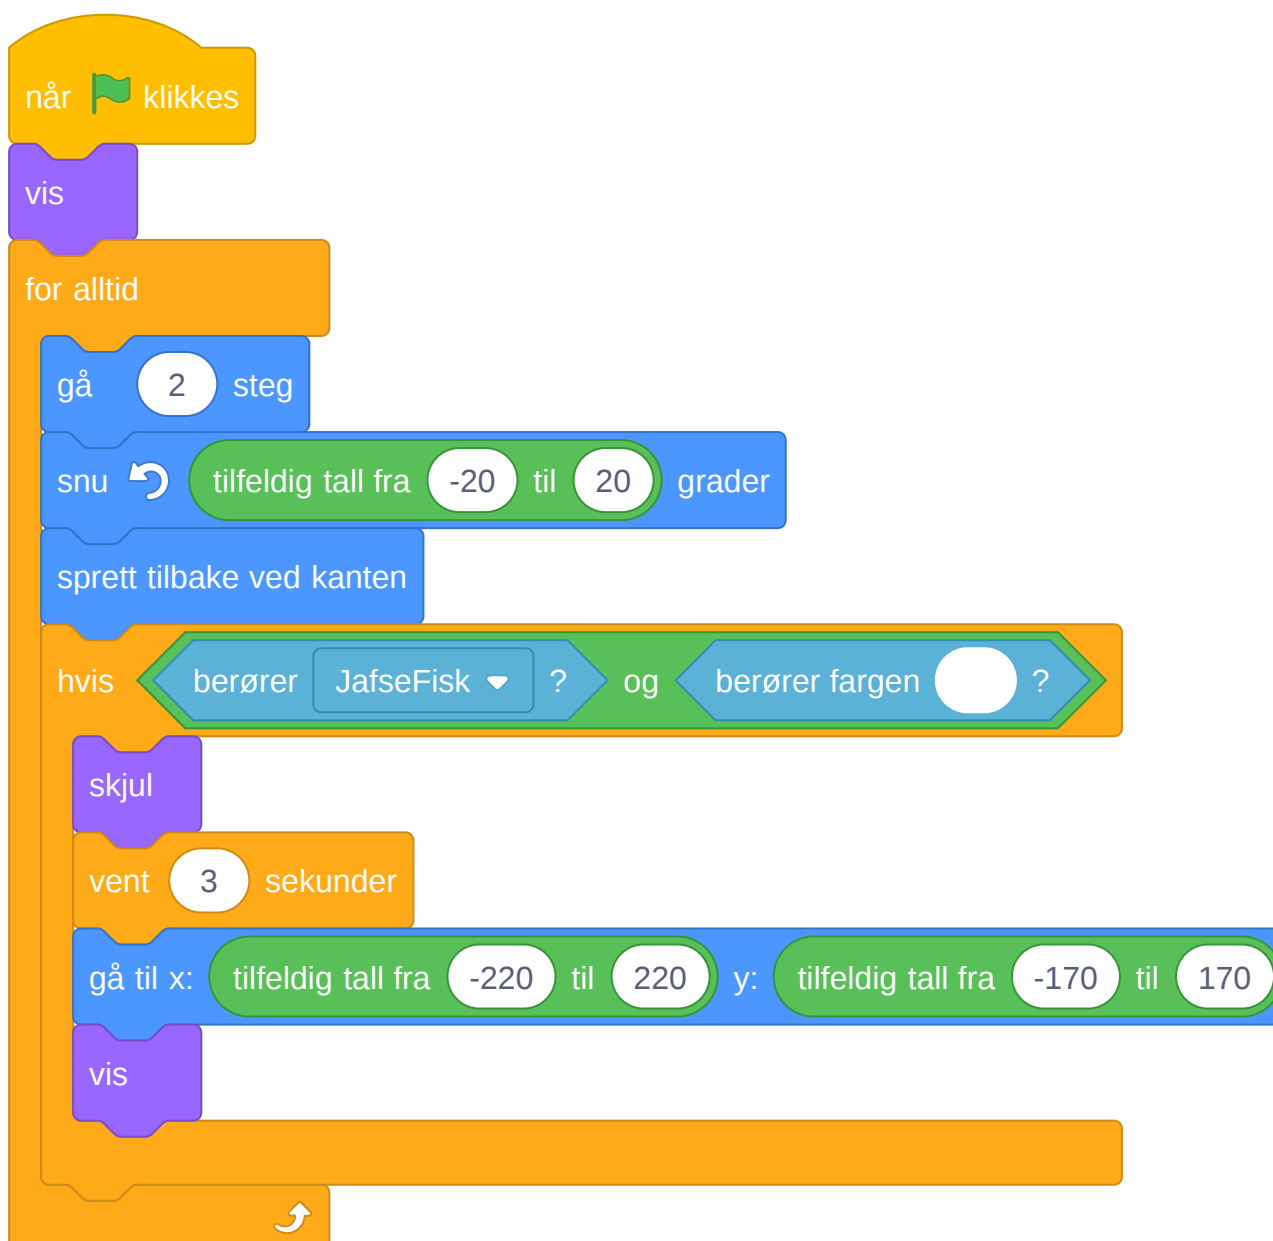 når klikkes
vis
for alltid
gå 2 steg
snu tilfeldig tall fra -20 til 20 grader
sprett tilbake ved kanten
hvis berører JafseFisk ? og berører fargen ?
skjul
vent 3 sekunder
gå til x: tilfeldig tall fra -220 til 220 y: tilfeldig tall fra -170 til 170
vis